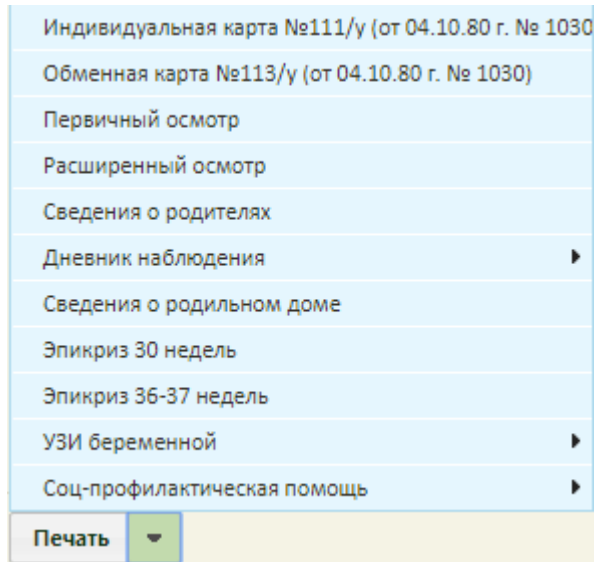 Индивидуальная карта №111/у (от 04.10.80 г. № 1030
Обменная карта №113/у (от 04.10.80 г. № 1030)
Первичный осмотр
Расширенный осмотр
Сведения о родителях
Дневник наблюдения
Сведения о родильном доме
Эпикриз 30 недель
Эпикриз 36-37 недель
УЗИ беременной
Соц-профилактическая помощь
Печать